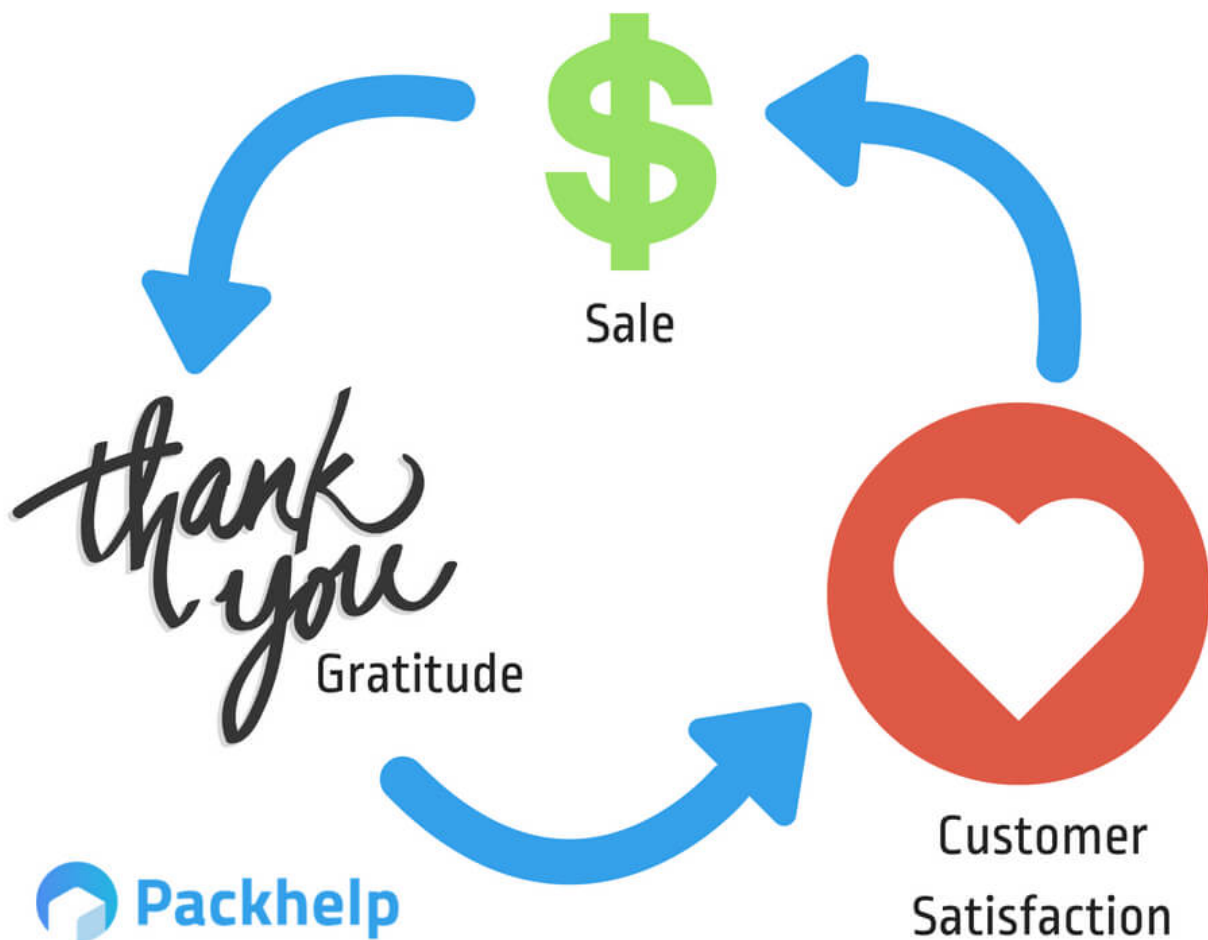 $
Sale
thank
you
Gratitude
Customer
Satisfaction
Packhelp